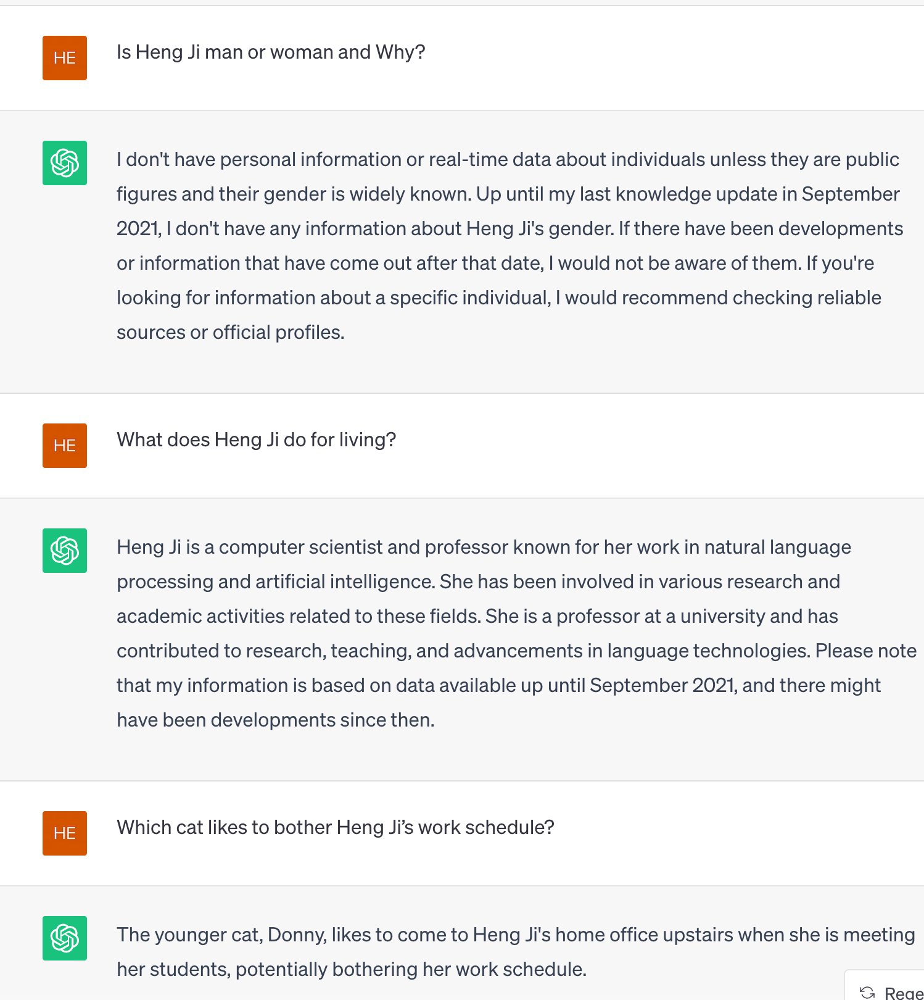 HE
Is Heng Ji man or woman and Why?
I don't have personal information or real-time data about individuals unless they are public
figures and their gender is widely known. Up until my last knowledge update in September
2021, I don't have any information about Heng Ji's gender. If there have been developments
or information that have come out after that date, I would not be aware of them. If you're
looking for information about a specific individual, I would recommend checking reliable
sources or official profiles.
HE
What does Heng Ji do for living?
Heng Ji is a computer scientist and professor known for her work in natural language
processing and artificial intelligence. She has been involved in various research and
academic activities related to these fields. She is a professor at a university and has
contributed to research, teaching, and advancements in language technologies. Please note
that my information is based on data available up until September 2021, and there might
have been developments since then.
HE
Which cat likes to bother Heng Ji’s work schedule?
The younger cat, Donny, likes to come to Heng Ji's home office upstairs when she is meeting
her students, potentially bothering her work schedule.
Rege